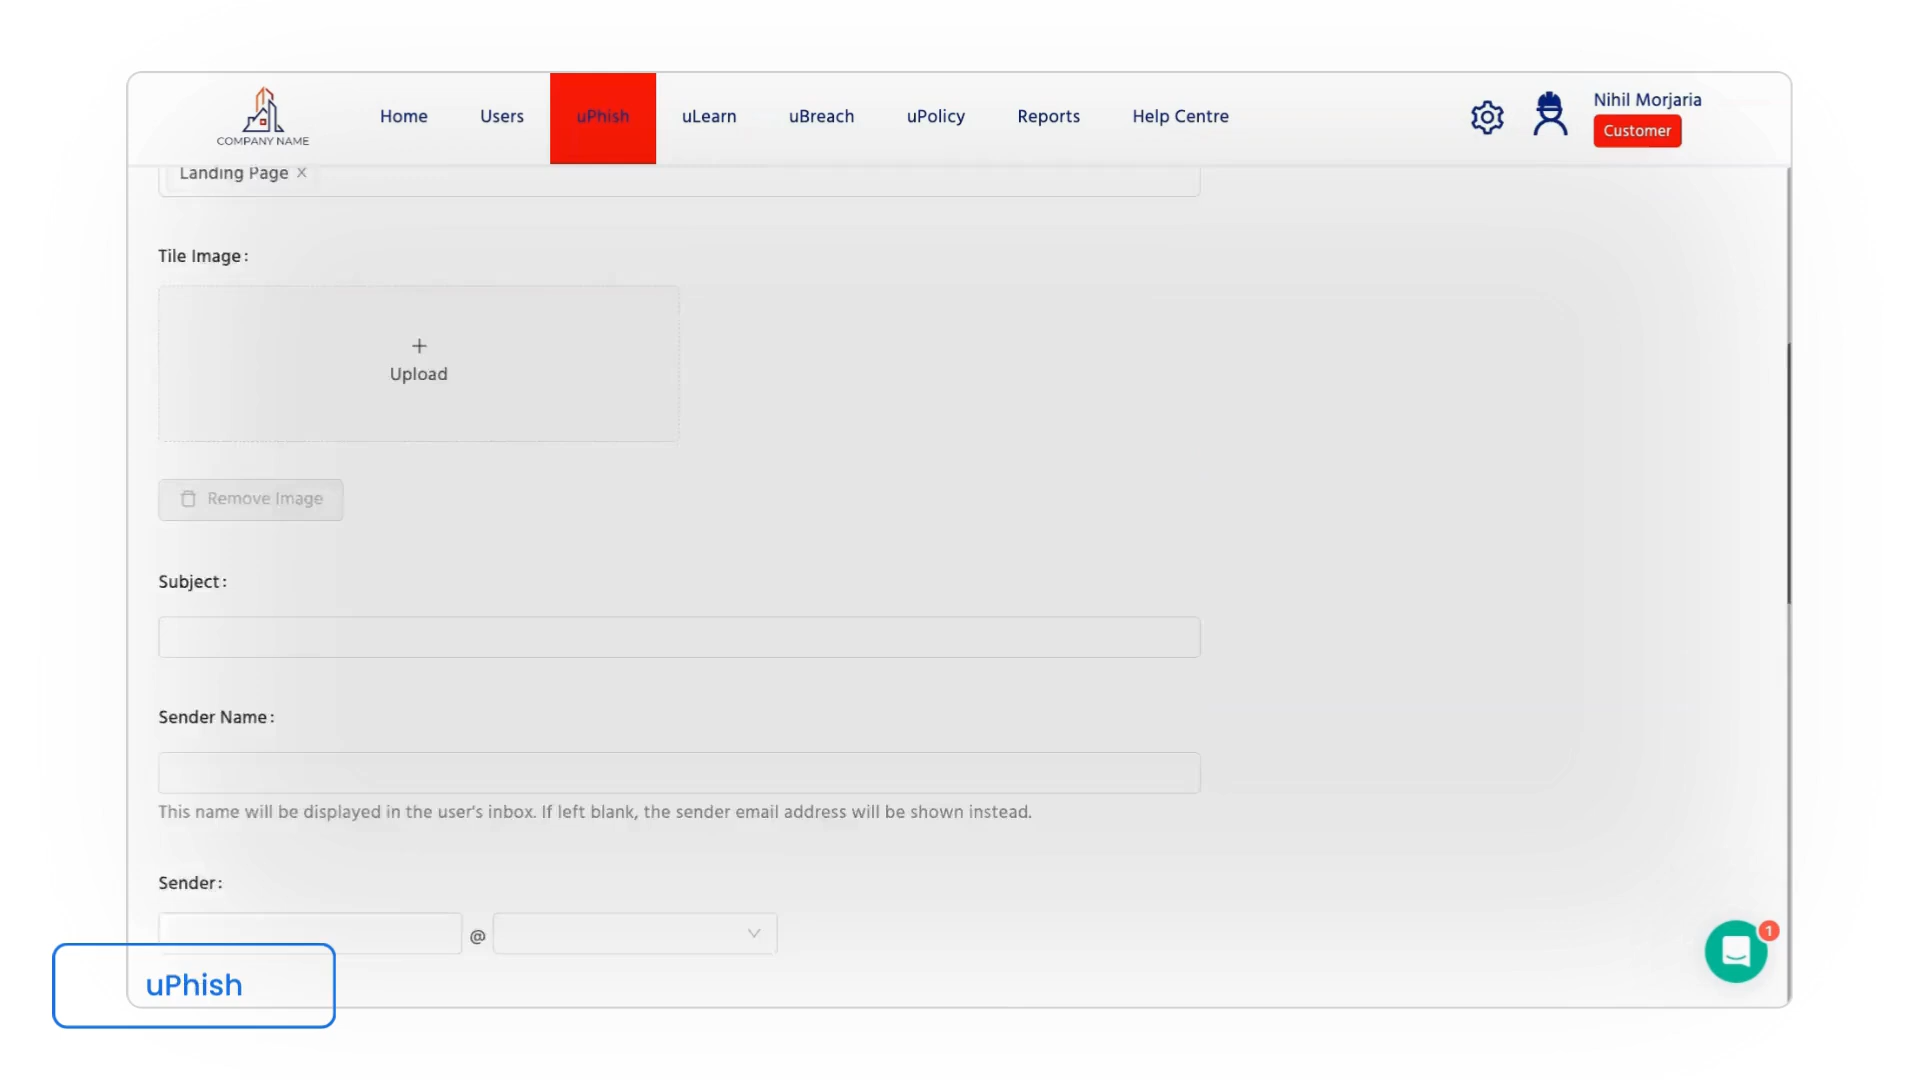 COMPANY NAME
Home Users uPhish uLearn uBreach uPolicy Reports Help Centre
Nihil Morjaria
Customer
Landing Page X
Tile Image:
+
Upload
Remove Image
Subject:
Sender Name:
This name will be displayed in the user's inbox. If left blank, the sender email address will be shown instead.
Sender:
@
1
uPhish